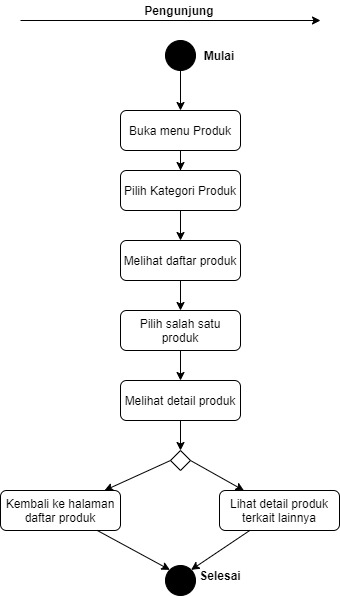 Pengunjung
Mulai
Buka menu Produk
Pilih Kategori Produk
Melihat daftar produk
Pilih salah satu
produk
Melihat detail produk
Kembali ke halaman
daftar produk
Lihat detail produk
terkait lainnya
Selesai